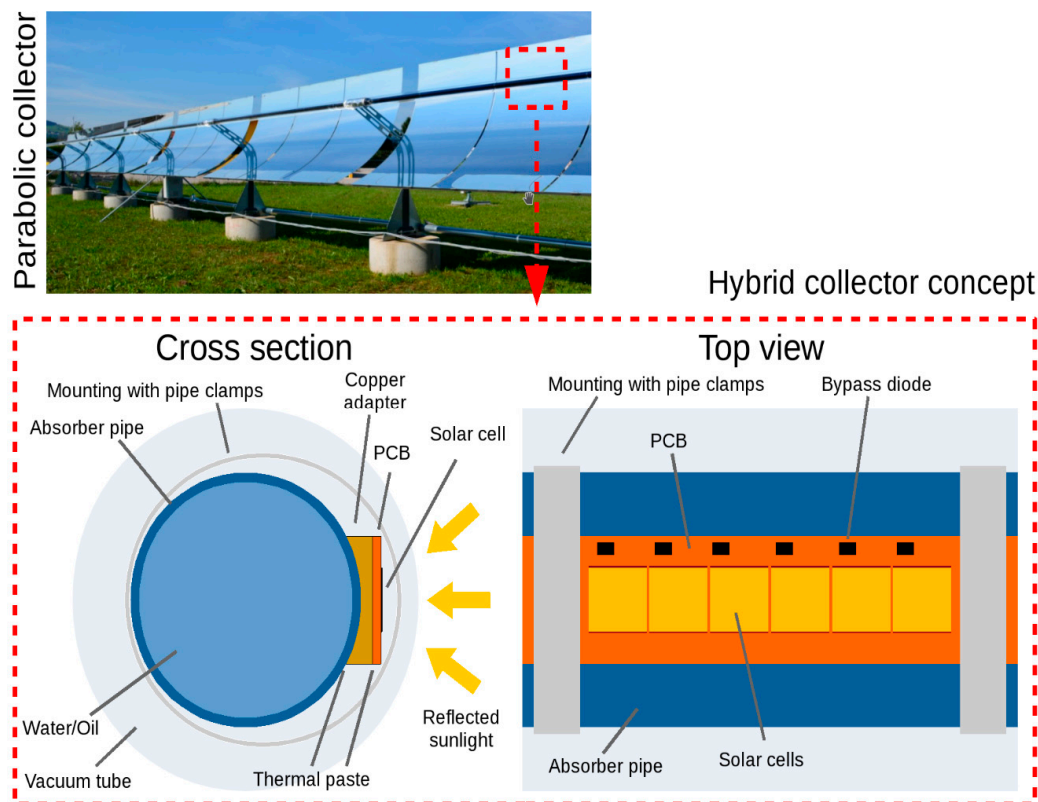 Parabolic collector
Hybrid collector concept
Cross section
Mounting with pipe clamps
Absorber pipe
Copper
adapter
PCB
Solar cell
Reflected
sunlight
Water/Oil
Vacuum tube
Thermal paste
Top view
Mounting with pipe clamps
Bypass diode
PCB
Absorber pipe
Solar cells